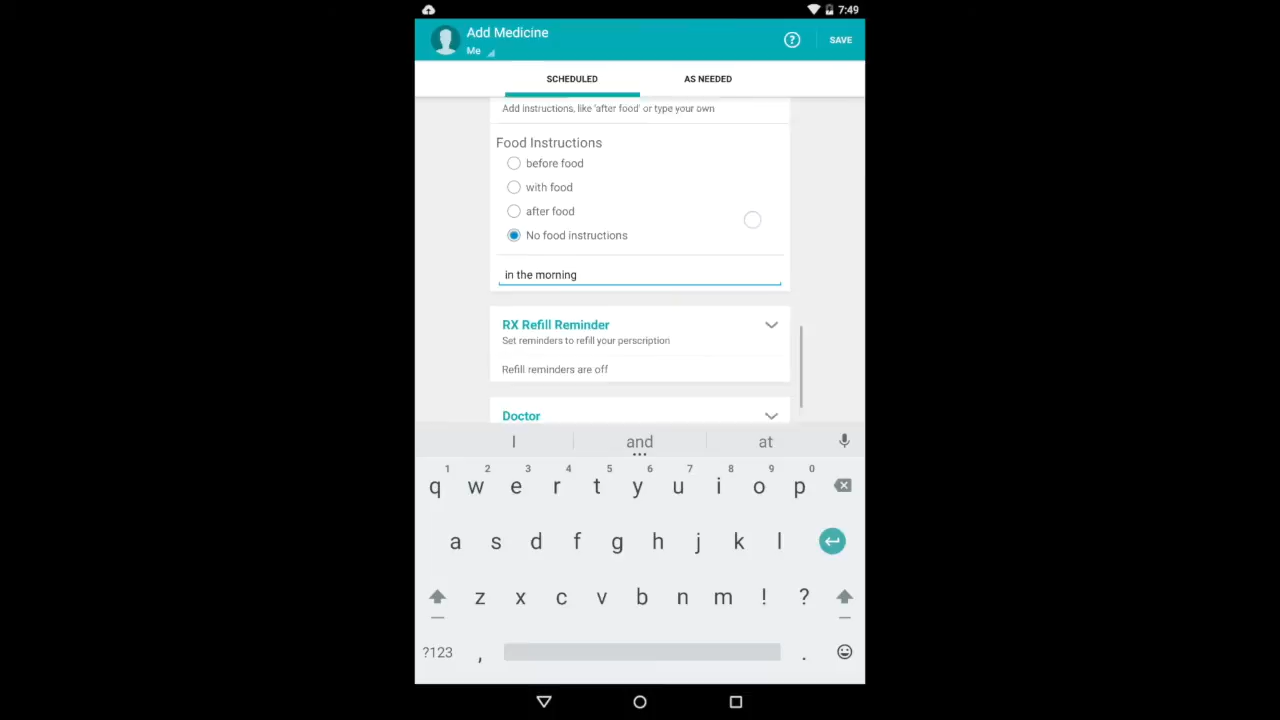 7:49
Add Medicine
Me
? SAVE
SCHEDULED AS NEEDED
Add instructions, like 'after food' or type your own
Food Instructions
before food
with food
after food
No food instructions
in the morning
RX Refill Reminder
Set reminders to refill your perscription
Refill reminders are off
Doctor
I and at
1 2 3 4 5 6 7 8 9 0
q w e r t y u i o p
a s d f g h j k l
z x c v b n m ! ?
?123 , .